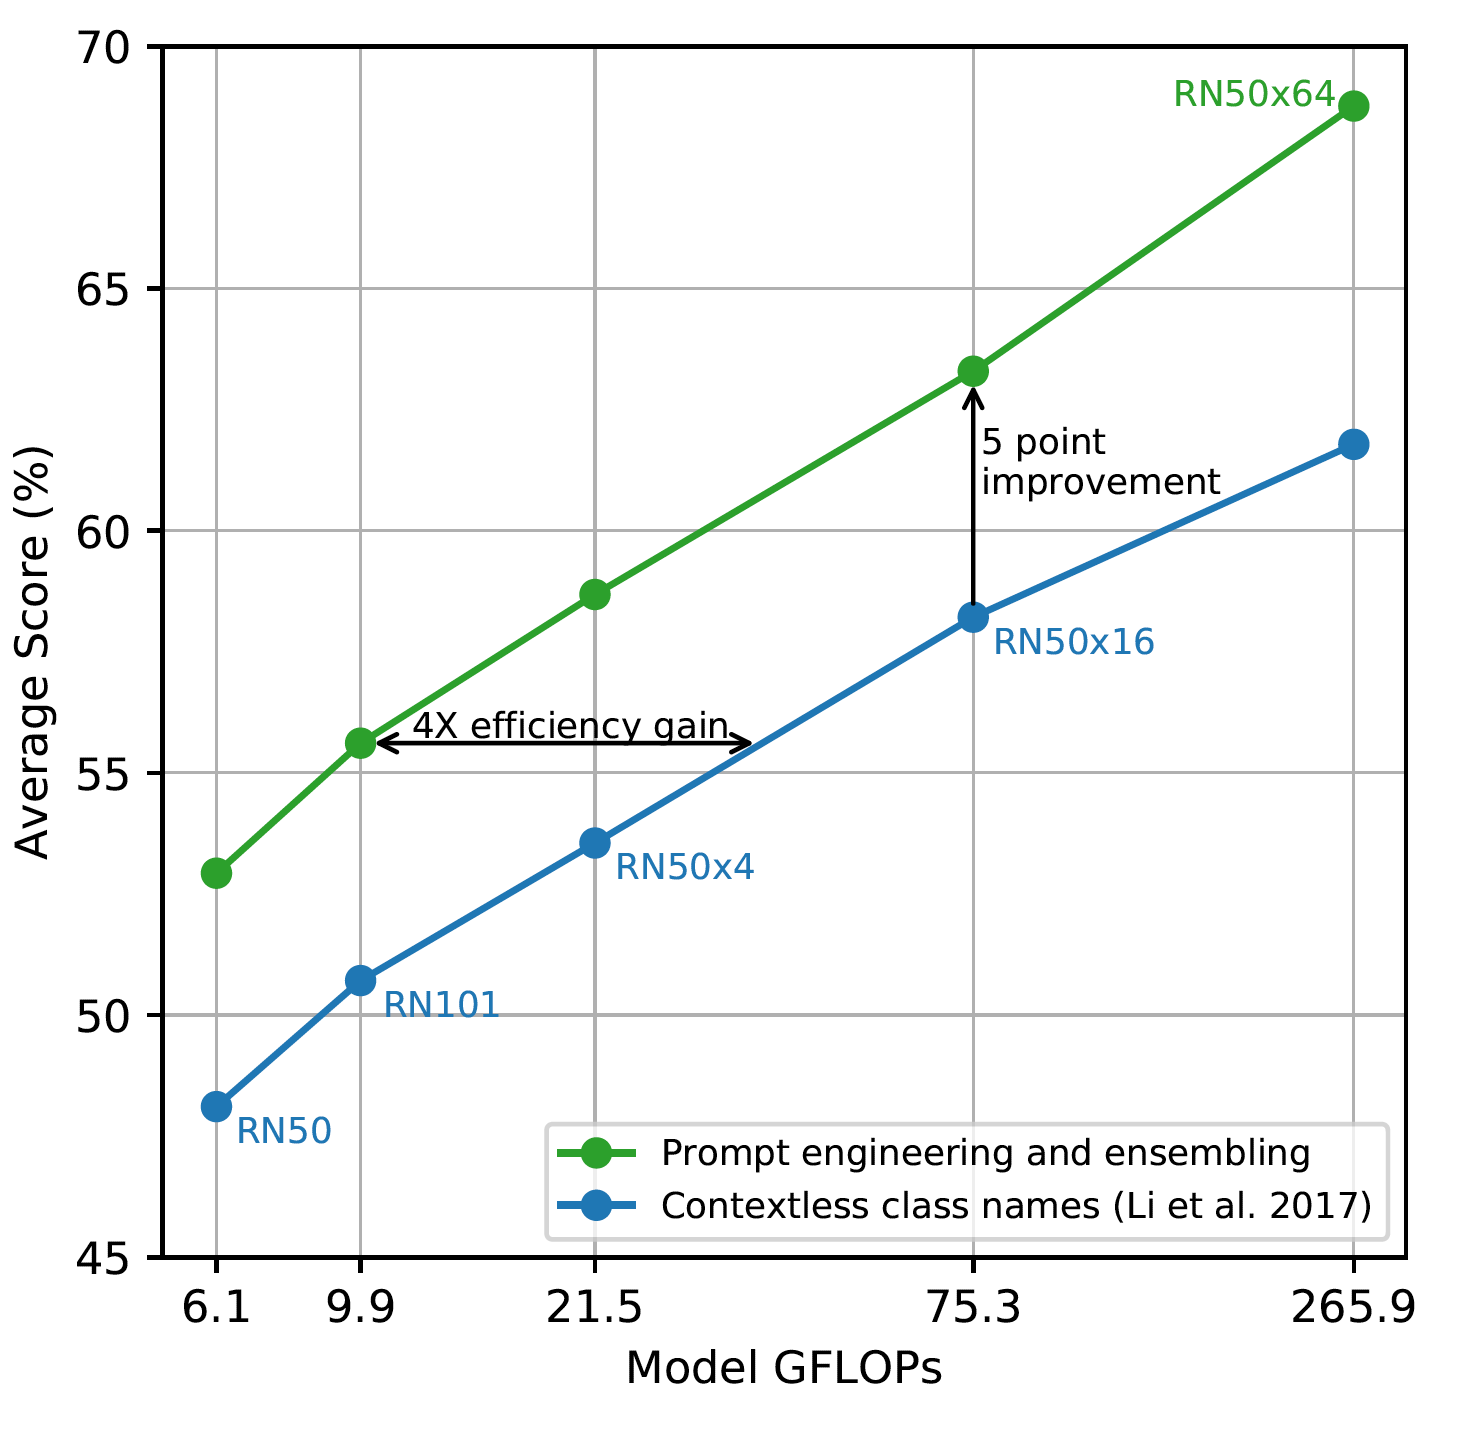 70
RN50x64
65
5 point
improvement
60
RN50x16
4X efficiency gain
55
RN50x4
RN101
50
RN50
Prompt engineering and ensembling
Contextless class names (Li et al. 2017)
45
6.1 9.9 21.5 75.3 265.9
Model GFLOPs
Average Score (%)